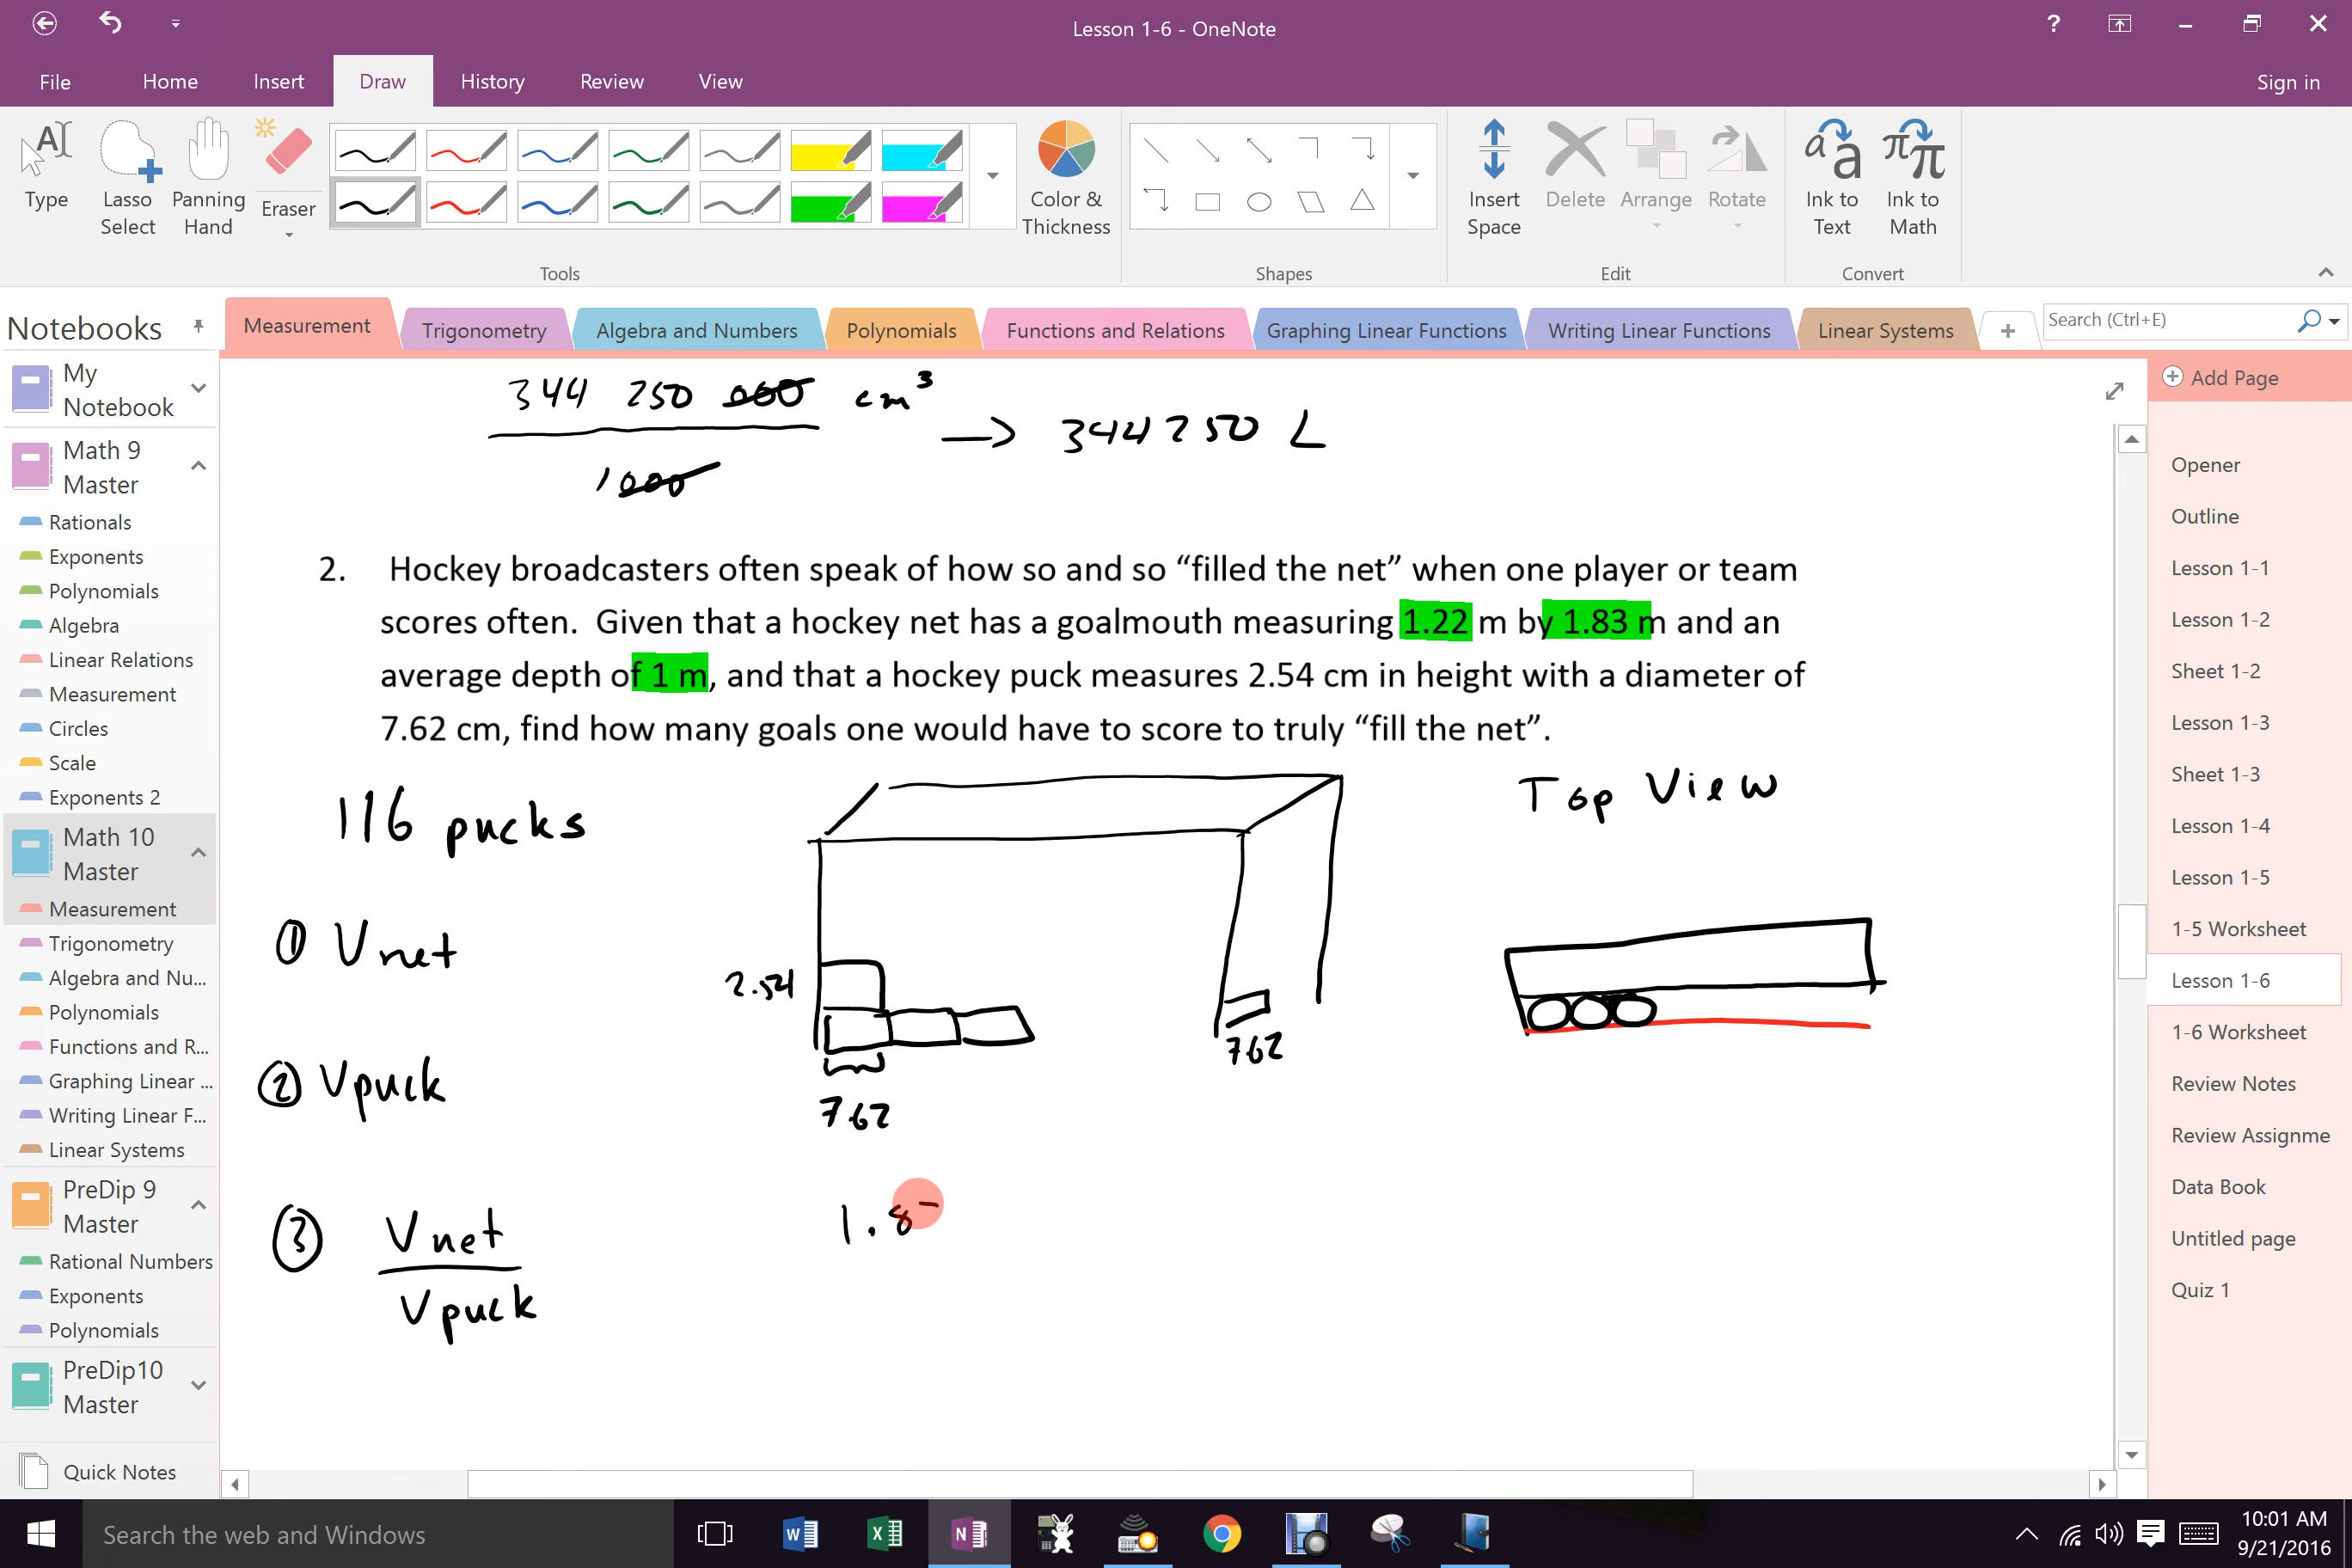 Lesson 1-6 - OneNote
?
File Home Insert Draw History Review View
Sign in
Type
Lasso Select
Panning Hand
Eraser
Color & Thickness
Insert Space
Delete
Arrange
Rotate
Ink to Text
Ink to Math
Tools
Shapes
Edit
Convert
Notebooks
Measurement Trigonometry Algebra and Numbers Polynomials Functions and Relations Graphing Linear Functions Writing Linear Functions Linear Systems +
Search (Ctrl+E)
My Notebook
Math 9 Master
Rationals
Exponents
Polynomials
Algebra
Linear Relations
Measurement
Circles
Scale
Exponents 2
Math 10 Master
Measurement
Trigonometry
Algebra and Nu...
Polynomials
Functions and R...
Graphing Linear ...
Writing Linear F...
Linear Systems
PreDip 9 Master
Rational Numbers
Exponents
Polynomials
PreDip10 Master
Quick Notes
344 250 000 cm³
1000
→ 344250 L
2. Hockey broadcasters often speak of how so and so “filled the net” when one player or team
scores often. Given that a hockey net has a goalmouth measuring 1.22 m by 1.83 m and an
average depth of 1 m, and that a hockey puck measures 2.54 cm in height with a diameter of
7.62 cm, find how many goals one would have to score to truly “fill the net”.
116 pucks
Top View
① Vnet
2.54
7.62
7.62
② Vpuck
③ Vnet
Vpuck
1.8
Add Page
Opener
Outline
Lesson 1-1
Lesson 1-2
Sheet 1-2
Lesson 1-3
Sheet 1-3
Lesson 1-4
Lesson 1-5
1-5 Worksheet
Lesson 1-6
1-6 Worksheet
Review Notes
Review Assignme
Data Book
Untitled page
Quiz 1
Search the web and Windows
10:01 AM
9/21/2016